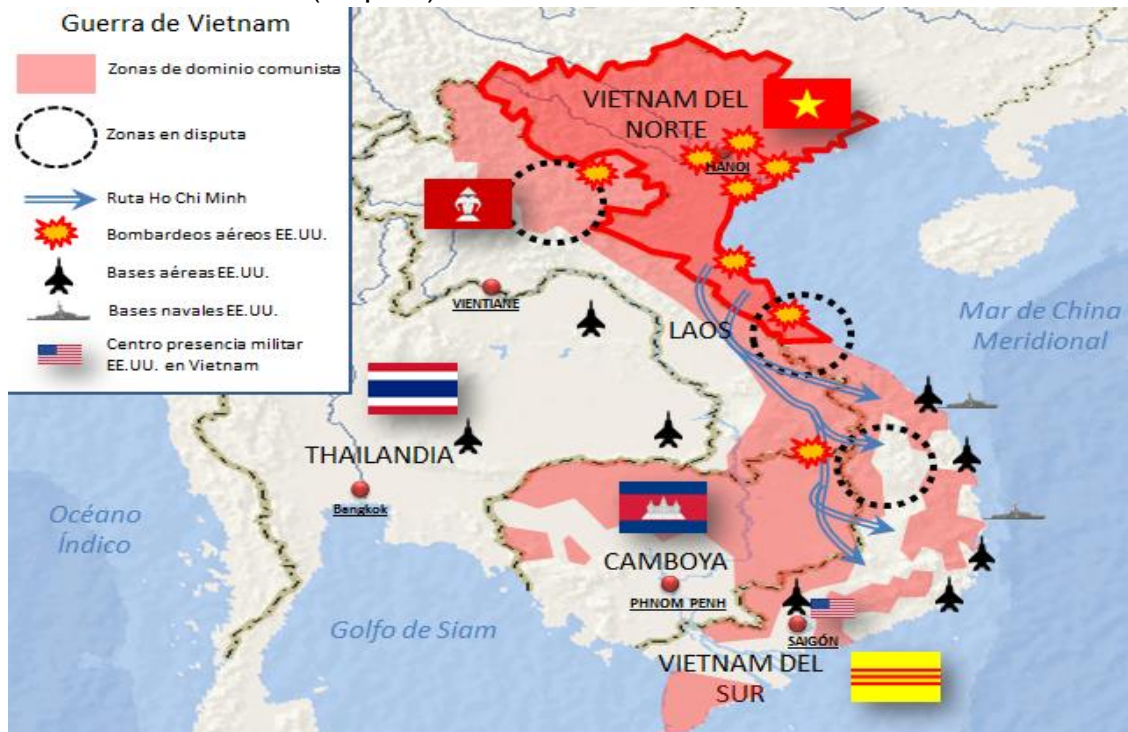 Guerra de Vietnam
Zonas de dominio comunista
Zonas en disputa
Ruta Ho Chi Minh
Bombardeos aéreos EE.UU.
Bases aéreas EE.UU.
Bases navales EE.UU.
Centro presencia militar
EE.UU. en Vietnam
VIETNAM DEL
NORTE
HANOI
VIENTIANE
LAOS
Mar de China
Meridional
THAILANDIA
Bangkok
Océano
Índico
CAMBOYA
PHNOM PENH
Golfo de Siam
SAIGÓN
VIETNAM DEL
SUR